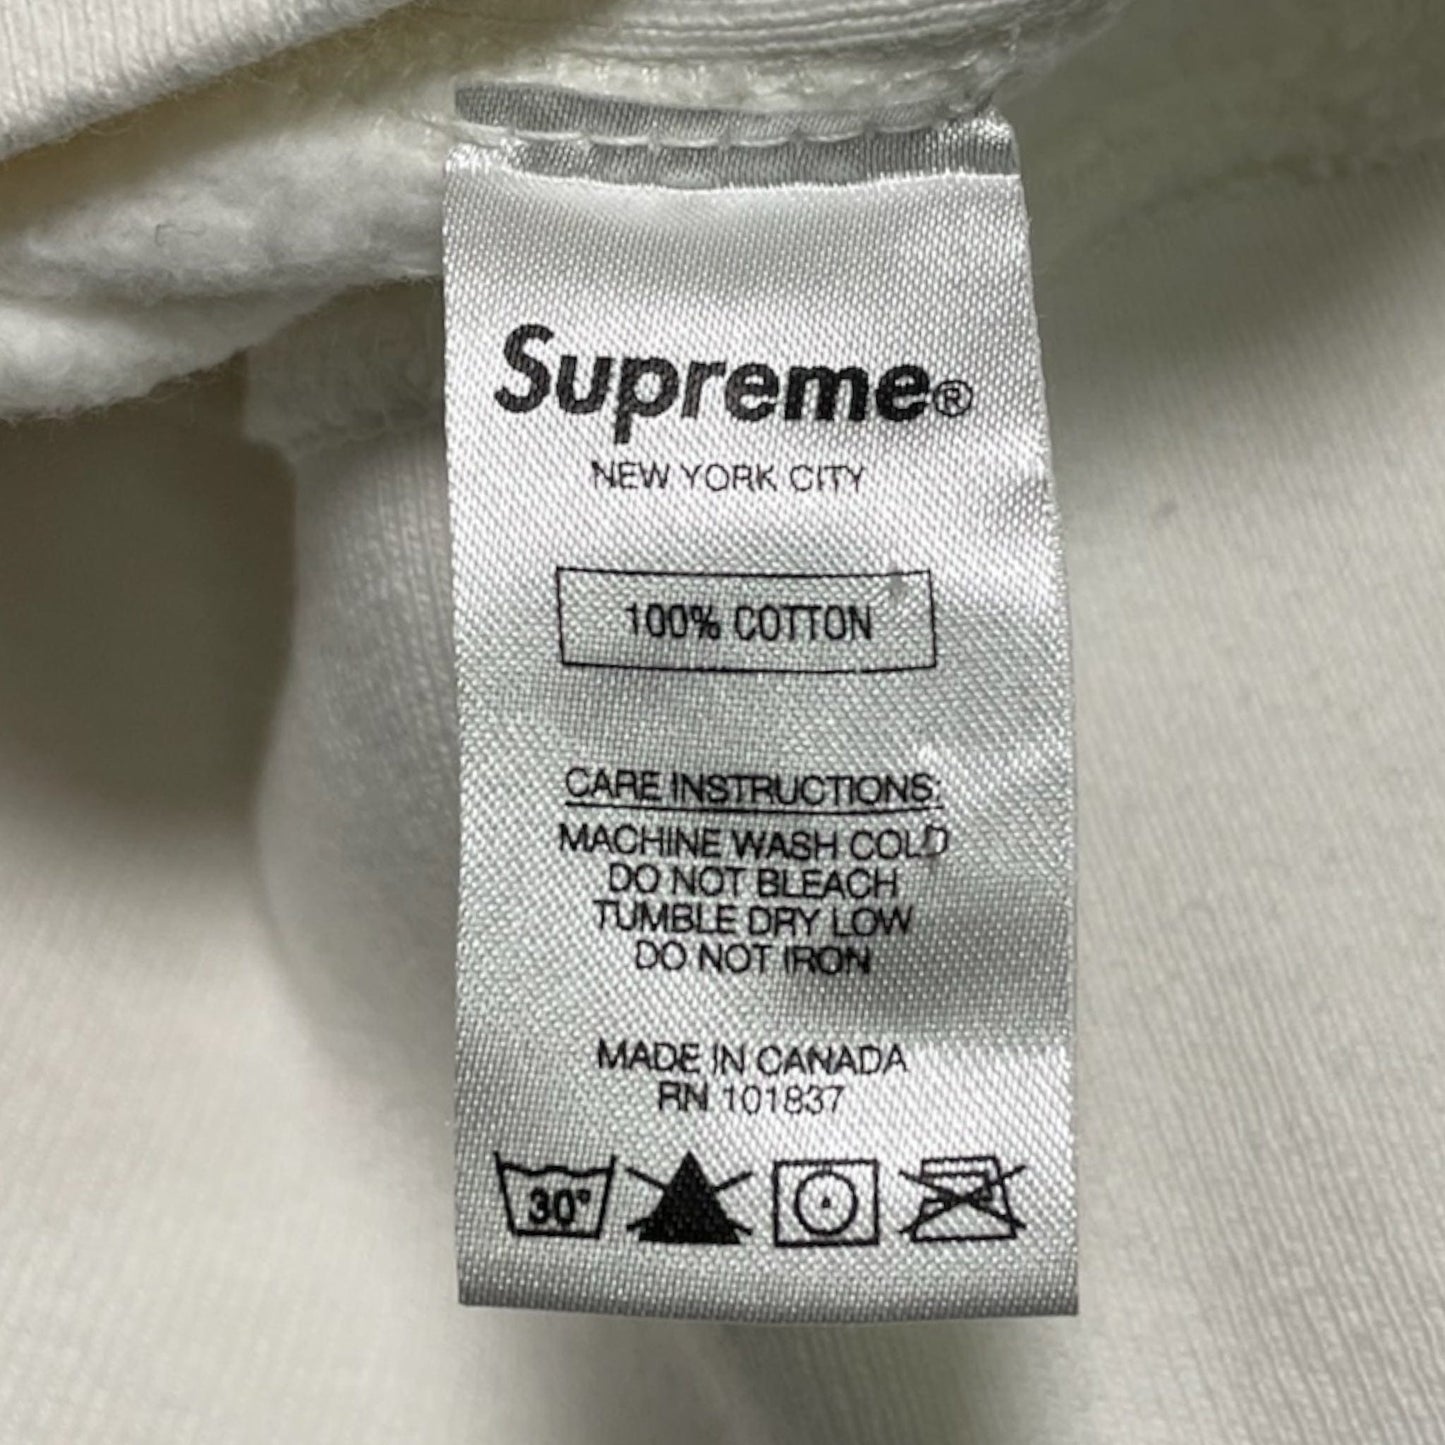 Supreme®
NEW YORK CITY
100% COTTON
CARE INSTRUCTIONS:
MACHINE WASH COLD
DO NOT BLEACH
TUMBLE DRY LOW
DO NOT IRON
MADE IN CANADA
RN 101837
30°